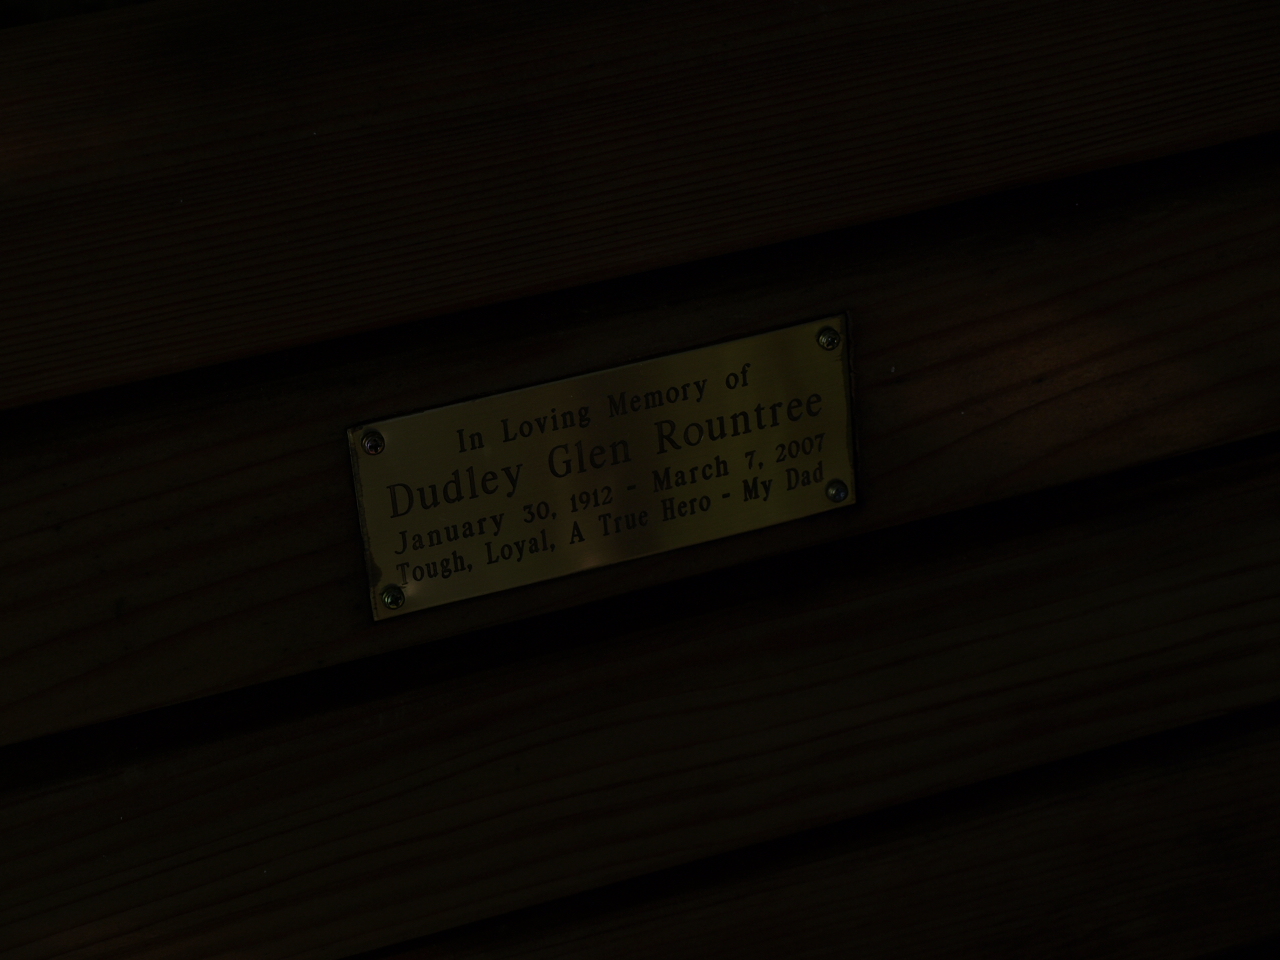 In Loving Memory of
Dudley Glen Rountree
January 30, 1912 - March 7, 2007
Tough, Loyal, A True Hero - My Dad